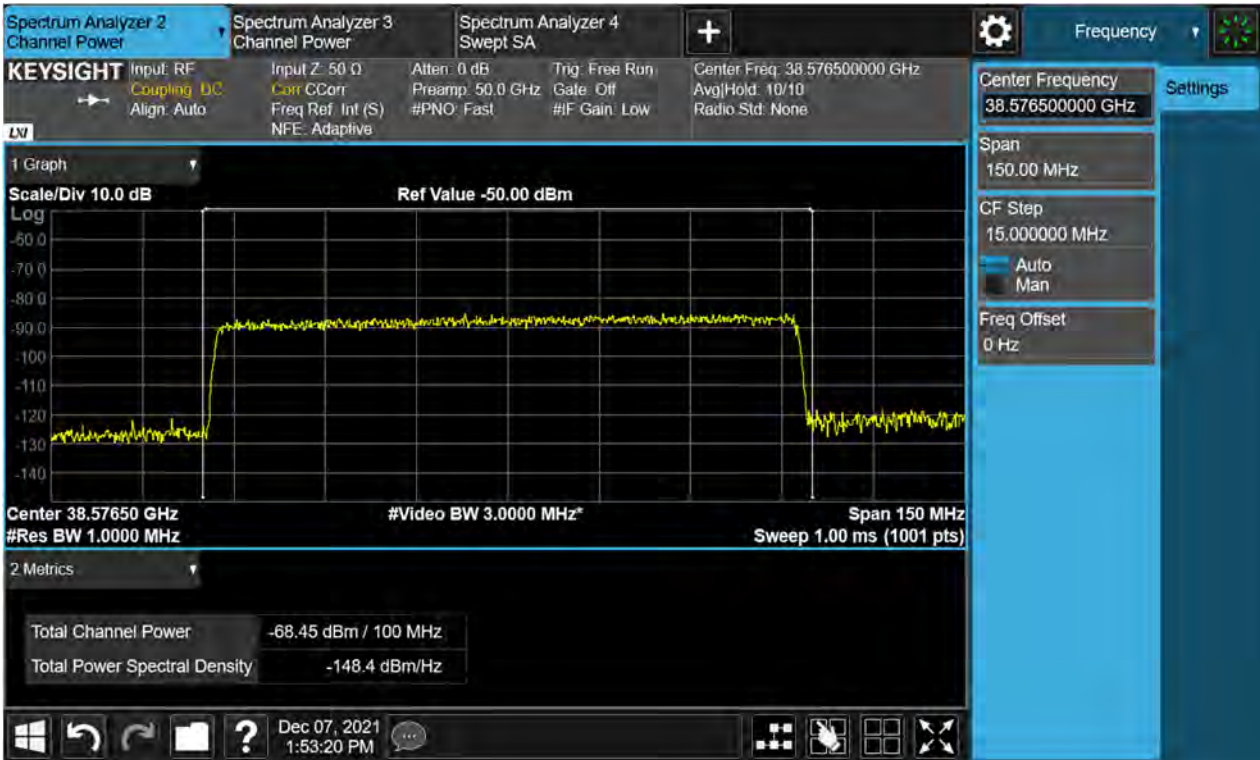 Spectrum Analyzer 2
Channel Power
Spectrum Analyzer 3
Channel Power
Spectrum Analyzer 4
Swept SA
+
Frequency
KEYSIGHT
LXI
Input: RF
Coupling: DC
Align: Auto
Input Z: 50 Ω
Corr CCorr
Freq Ref: Int (S)
NFE: Adaptive
Atten: 0 dB
Preamp: 50.0 GHz
#PNO: Fast
Trig: Free Run
Gate: Off
#IF Gain: Low
Center Freq: 38.576500000 GHz
Avg|Hold: 10/10
Radio Std: None
Center Frequency
38.576500000 GHz
Settings
Span
150.00 MHz
CF Step
15.000000 MHz
Auto
Man
Freq Offset
0 Hz
1 Graph
Scale/Div 10.0 dB
Ref Value -50.00 dBm
Log
-60.0
-70.0
-80.0
-90.0
-100
-110
-120
-130
-140
Center 38.57650 GHz
#Video BW 3.0000 MHz*
Span 150 MHz
#Res BW 1.0000 MHz
Sweep 1.00 ms (1001 pts)
2 Metrics
Total Channel Power
-68.45 dBm / 100 MHz
Total Power Spectral Density
-148.4 dBm/Hz
?
Dec 07, 2021
1:53:20 PM